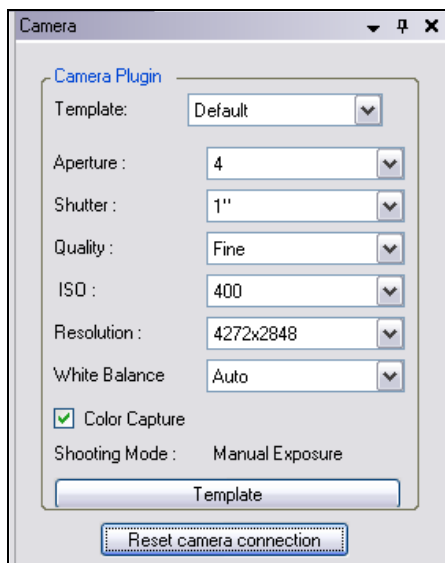 Camera
Camera Plugin
Template: Default
Aperture : 4
Shutter : 1"
Quality : Fine
ISO : 400
Resolution : 4272x2848
White Balance Auto
Color Capture
Shooting Mode : Manual Exposure
Template
Reset camera connection